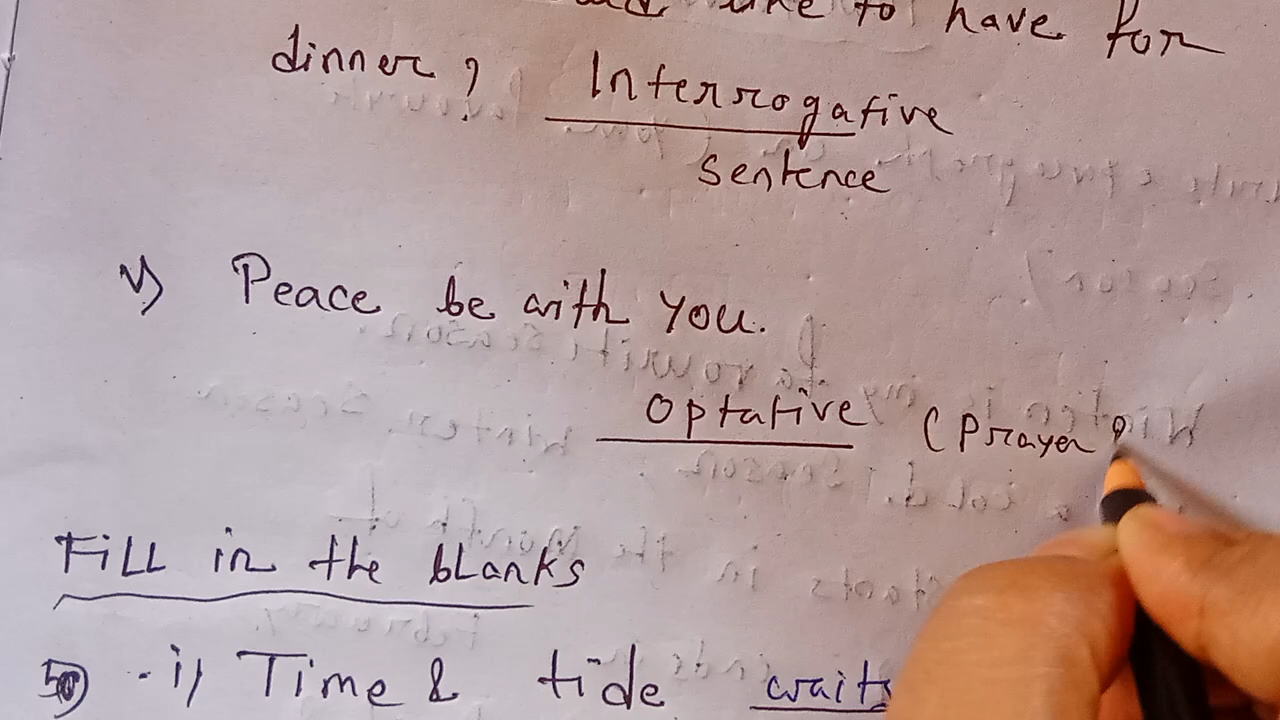 like to have for
dinner, Interrogative
sentence
v) Peace be with you.
Optative (Prayer
Fill in the blanks
50) i) Time & tide waits